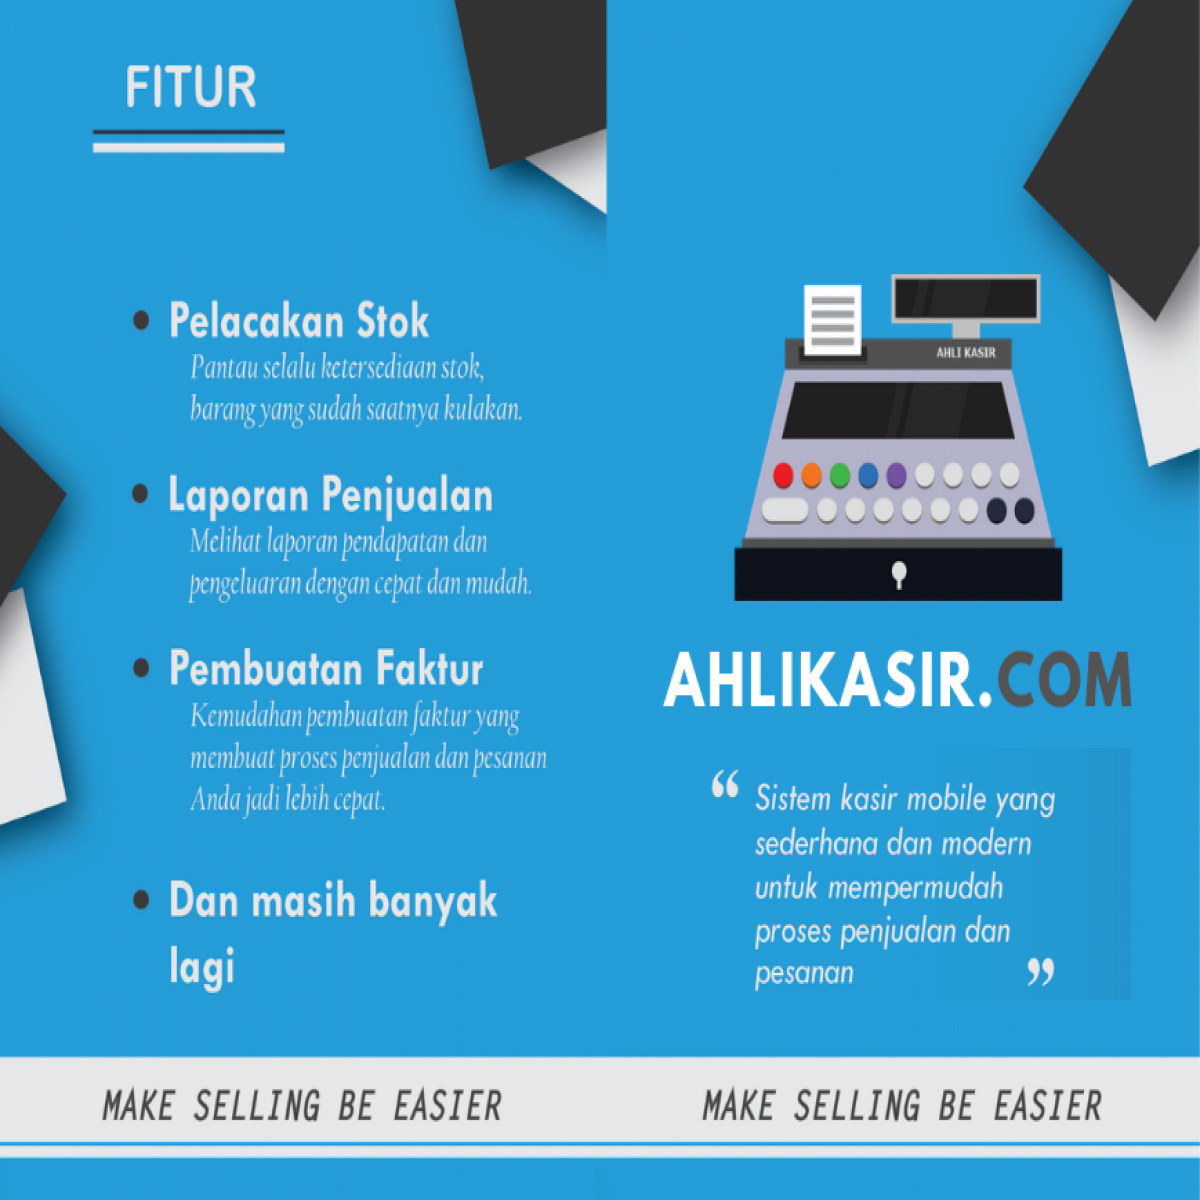 FITUR
Pelacakan Stok
Pantau selalu ketersediaan stok,
barang yang sudah saatnya kulakan.
Laporan Penjualan
Melihat laporan pendapatan dan
pengeluaran dengan cepat dan mudah.
Pembuatan Faktur
Kemudahan pembuatan faktur yang
membuat proses penjualan dan pesanan
Anda jadi lebih cepat.
Dan masih banyak
lagi
MAKE SELLING BE EASIER
AHLI KASIR
AHLIKASIR.COM
“ Sistem kasir mobile yang
sederhana dan modern
untuk mempermudah
proses penjualan dan
pesanan ”
MAKE SELLING BE EASIER